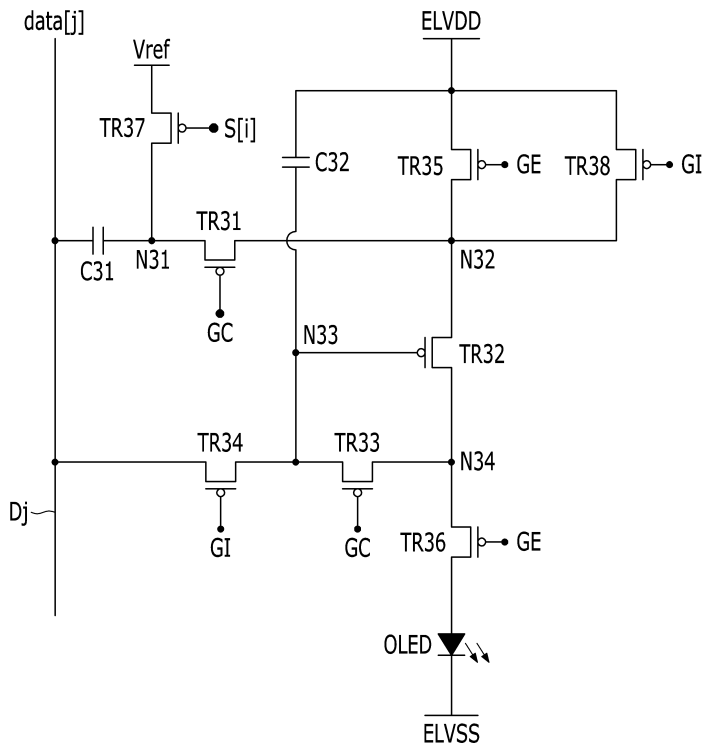 data[j]
ELVDD
Vref
TR37
S[i]
C32
TR35
GE
TR38
GI
TR31
N31
N32
C31
GC
N33
TR32
TR34
TR33
N34
Dj
GI
GC
TR36
GE
OLED
ELVSS